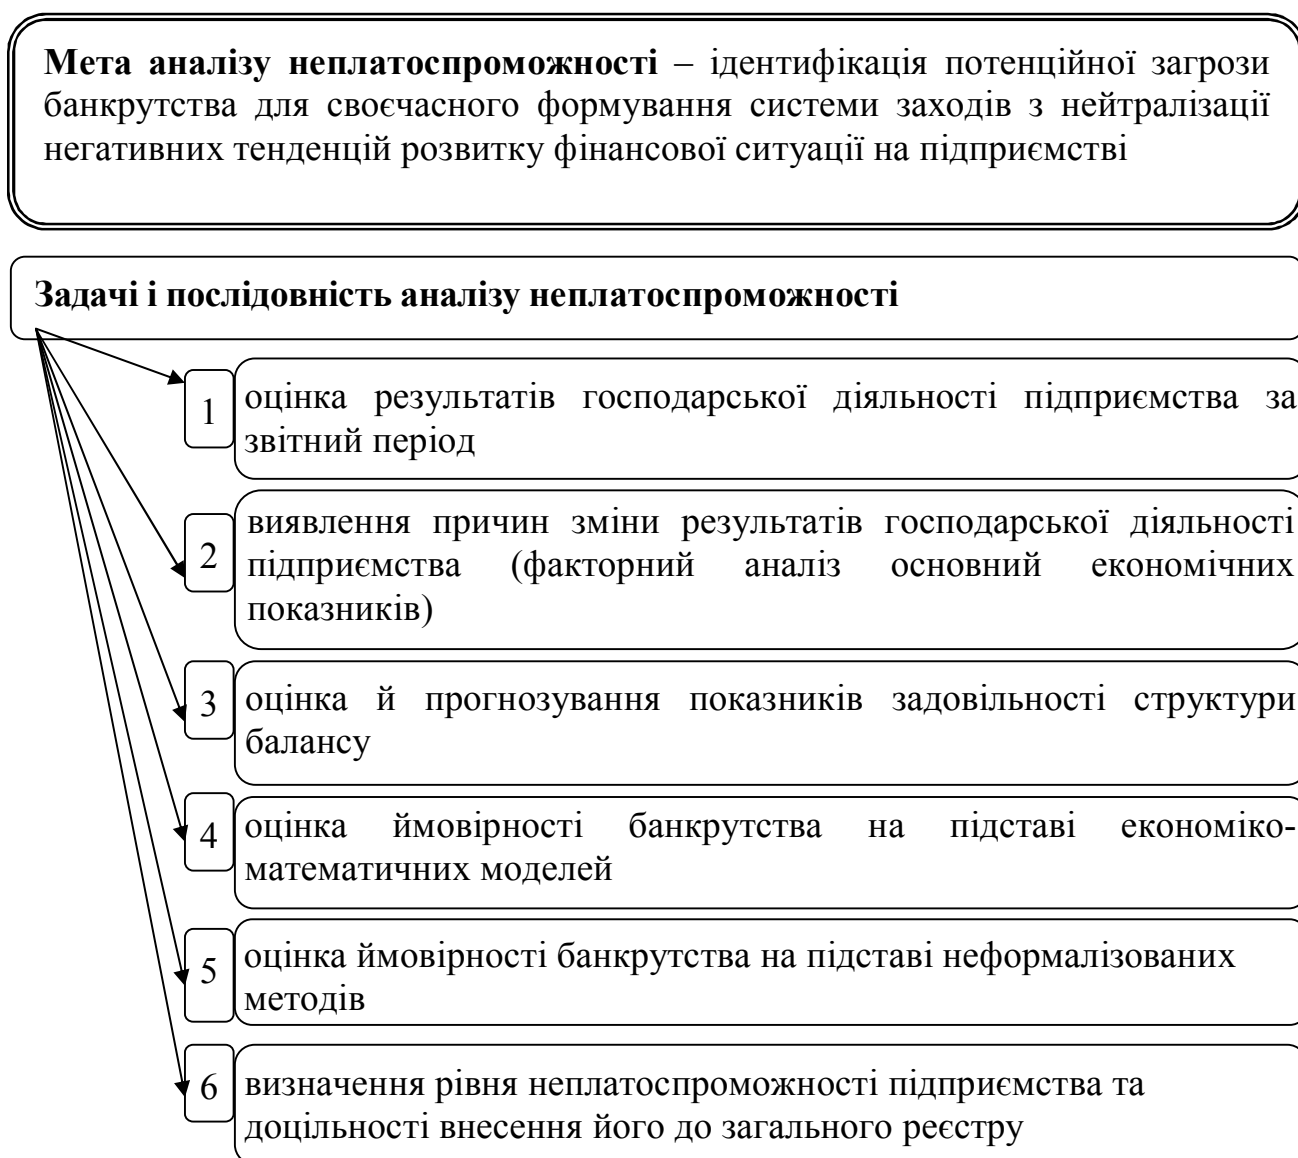 Мета аналізу неплатоспроможності – ідентифікація потенційної загрози
банкрутства для своєчасного формування системи заходів з нейтралізації
негативних тенденцій розвитку фінансової ситуації на підприємстві
Задачі і послідовність аналізу неплатоспроможності
1
оцінка результатів господарської діяльності підприємства за
звітний період
2
виявлення причин зміни результатів господарської діяльності
підприємства (факторний аналіз основний економічних
показників)
3
оцінка й прогнозування показників задовільності структури
балансу
4
оцінка ймовірності банкрутства на підставі економіко-
математичних моделей
5
оцінка ймовірності банкрутства на підставі неформалізованих
методів
6
визначення рівня неплатоспроможності підприємства та
доцільності внесення його до загального реєстру